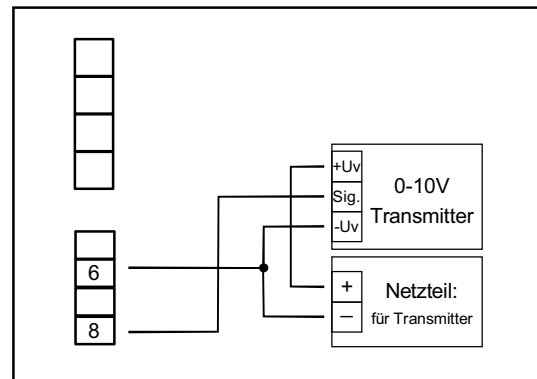 +Uv
Sig.
-Uv
0-10V
Transmitter
6
8
+
–
Netzteil:
für Transmitter